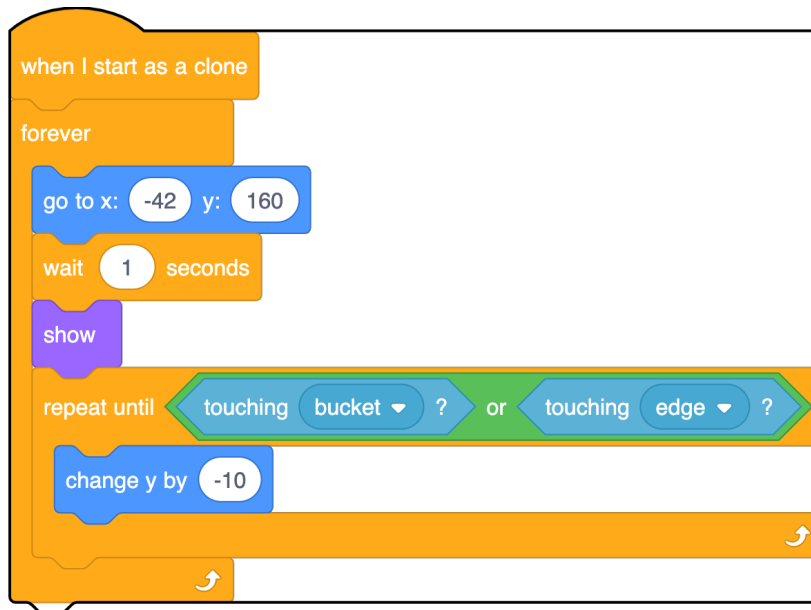 when I start as a clone
forever
go to x: -42 y: 160
wait 1 seconds
show
repeat until touching bucket ? or touching edge ?
change y by -10